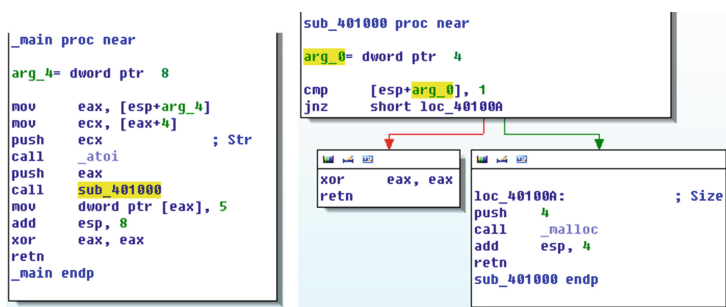 _main proc near
arg_4= dword ptr 8
mov eax, [esp+arg_4]
mov ecx, [eax+4]
push ecx ; Str
call _atoi
push eax
call sub_401000
mov dword ptr [eax], 5
add esp, 8
xor eax, eax
retn
_main endp
sub_401000 proc near
arg_0= dword ptr 4
cmp [esp+arg_0], 1
jnz short loc_40100A
xor eax, eax
retn
loc_40100A: ; Size
push 4
call _malloc
add esp, 4
retn
sub_401000 endp